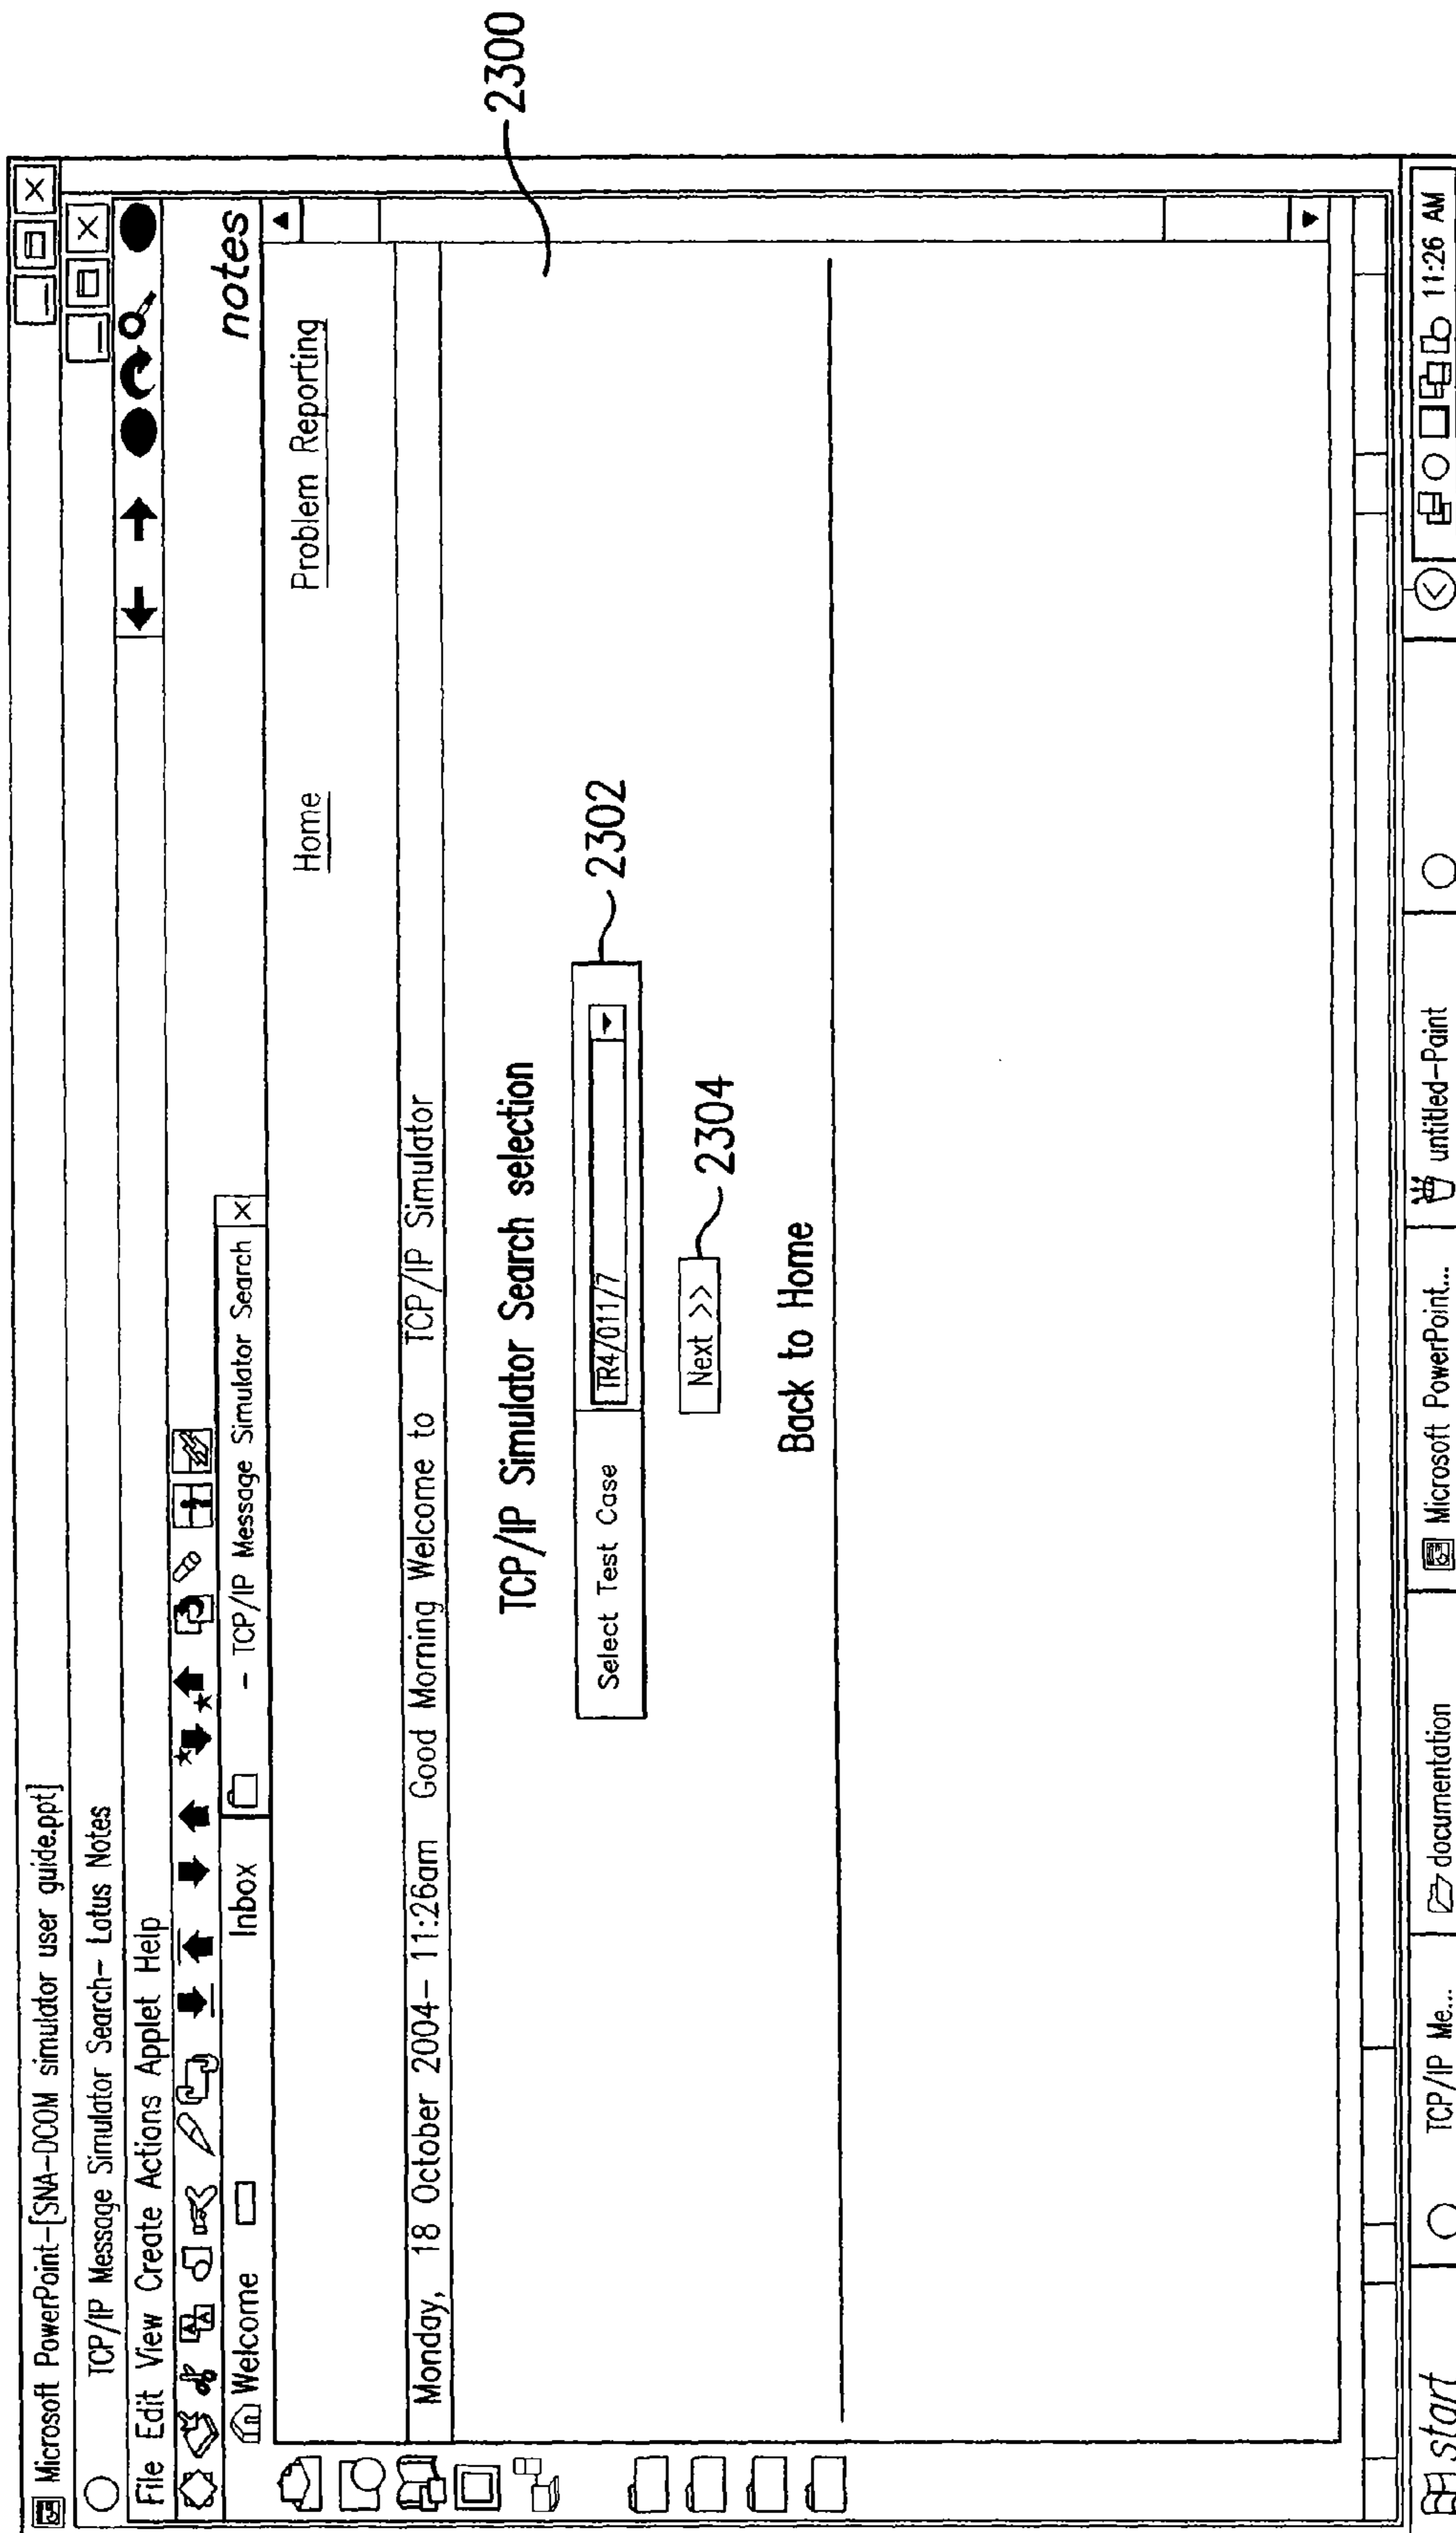 Microsoft PowerPoint-[SNA-DCOM simulator user guide.ppt]
TCP/IP Message Simulator Search- Lotus Notes
File Edit View Create Actions Applet Help
Welcome Inbox - TCP/IP Message Simulator Search X notes
Home Problem Reporting
Monday, 18 October 2004- 11:26am Good Morning Welcome to TCP/IP Simulator
2300
TCP/IP Simulator Search selection
Select Test Case TR4/011/7 2302
Next >> 2304
Back to Home
start TCP/IP Me... documentation Microsoft PowerPoint... untitled-Paint 11:26 AM